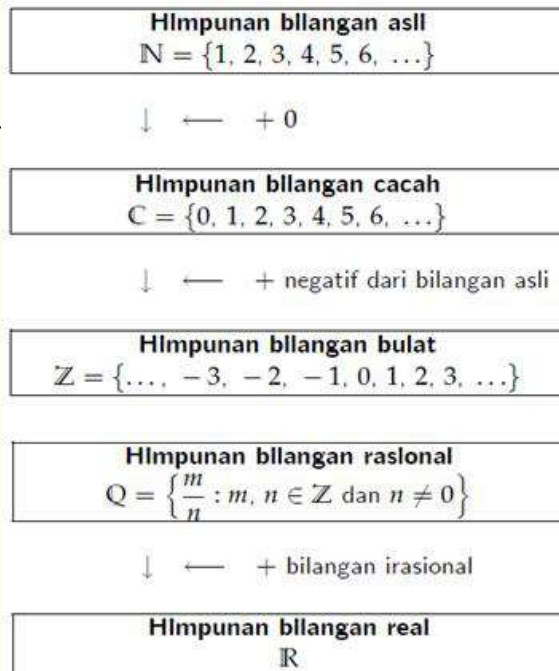 Himpunan bilangan asli
ℕ = {1, 2, 3, 4, 5, 6, …}
↓ ⟵ + 0
Himpunan bilangan cacah
ℂ = {0, 1, 2, 3, 4, 5, 6, …}
↓ ⟵ + negatif dari bilangan asli
Himpunan bilangan bulat
ℤ = {…, −3, −2, −1, 0, 1, 2, 3, …}
Himpunan bilangan rasional
ℚ = {m/n : m, n ∈ ℤ dan n ≠ 0}
↓ ⟵ + bilangan irasional
Himpunan bilangan real
ℝ